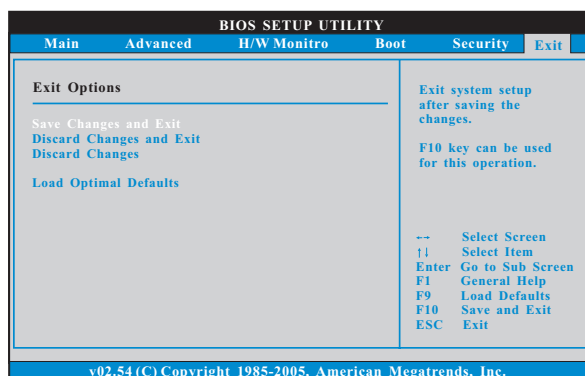 BIOS SETUP UTILITY
Main Advanced H/W Monitro Boot Security Exit
Exit Options
Save Changes and Exit
Discard Changes and Exit
Discard Changes
Load Optimal Defaults
Exit system setup
after saving the
changes.
F10 key can be used
for this operation.
←→ Select Screen
↑↓ Select Item
Enter Go to Sub Screen
F1 General Help
F9 Load Defaults
F10 Save and Exit
ESC Exit
v02.54 (C) Copyright 1985-2005, American Megatrends, Inc.